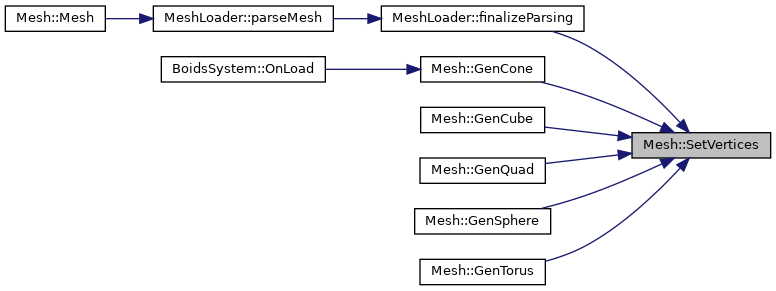 Mesh::Mesh
MeshLoader::parseMesh
MeshLoader::finalizeParsing
BoidsSystem::OnLoad
Mesh::GenCone
Mesh::GenCube
Mesh::SetVertices
Mesh::GenQuad
Mesh::GenSphere
Mesh::GenTorus